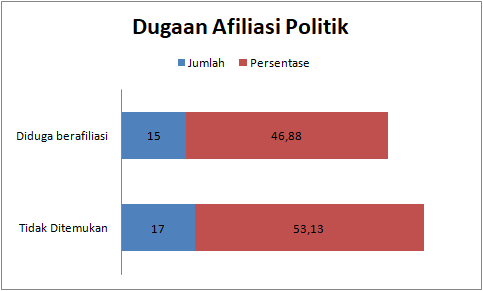 Dugaan Afiliasi Politik
Jumlah Persentase
Diduga berafiliasi 15 46,88
Tidak Ditemukan 17 53,13